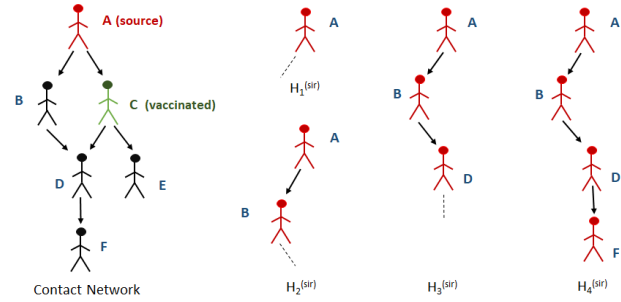 A (source)
B
C (vaccinated)
D
E
F
Contact Network
A
H₁⁽ˢⁱʳ⁾
A
B
H₂⁽ˢⁱʳ⁾
A
B
D
H₃⁽ˢⁱʳ⁾
A
B
D
F
H₄⁽ˢⁱʳ⁾